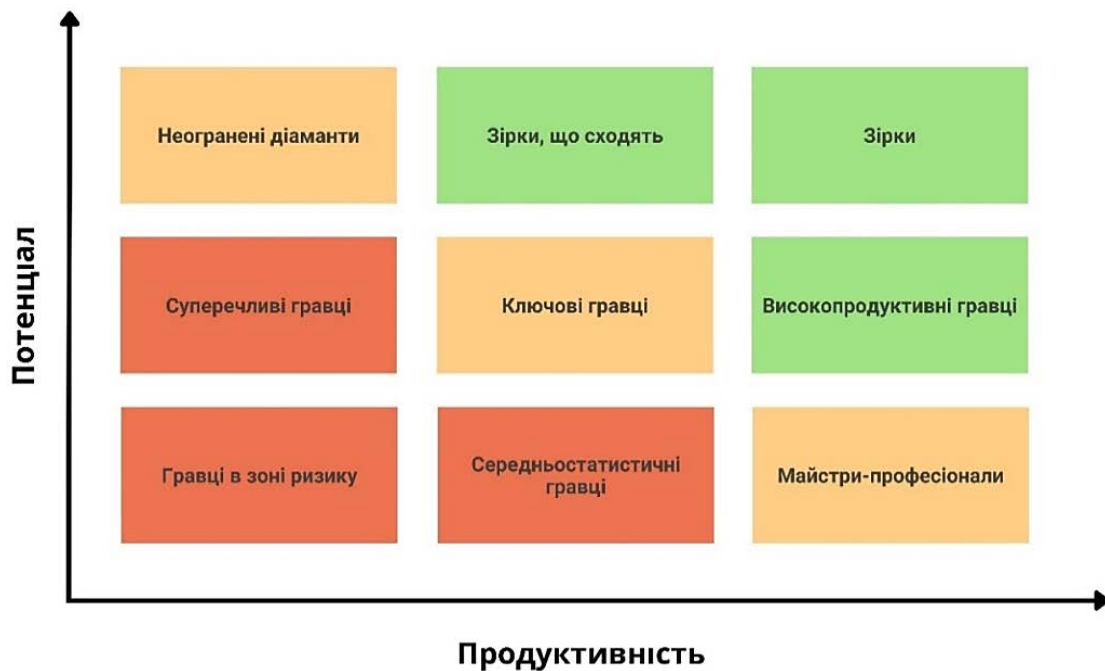 Потенціал
Неогранені діаманти
Зірки, що сходять
Зірки
Суперечливі гравці
Ключові гравці
Високопродуктивні гравці
Гравці в зоні ризику
Середньостатистичні
гравці
Майстри-професіонали
Продуктивність